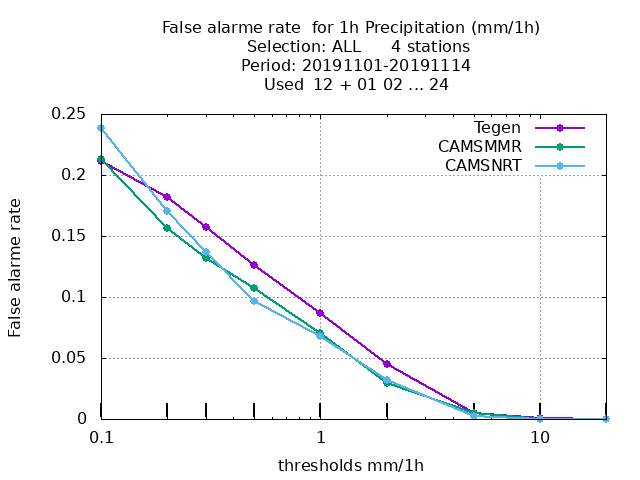 False alarme rate  for 1h Precipitation (mm/1h)
Selection: ALL      4 stations
Period: 20191101-20191114
Used  12 + 01 02 ... 24
Tegen
CAMSMMR
CAMSNRT
0.25
0.2
0.15
0.1
0.05
0
False alarme rate
0.1
1
10
thresholds mm/1h